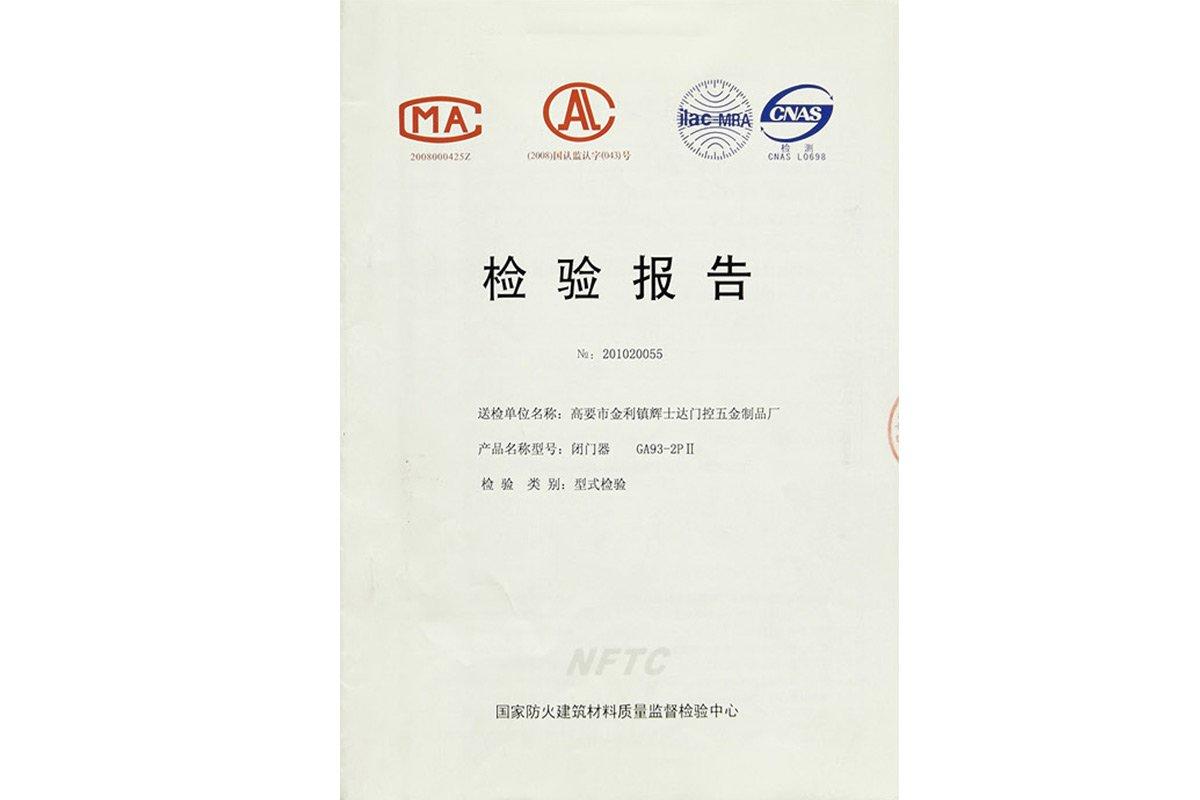 MA
2008000425Z
AL
(2008)国认监认字(043)号
ilac-MRA
CNAS
检 测
CNAS L0698
检验报告
№: 201020055
送检单位名称: 高要市金利镇辉士达门控五金制品厂
产品名称型号: 闭门器 GA93-2PⅡ
检 验 类 别: 型式检验
NFTC
国家防火建筑材料质量监督检验中心